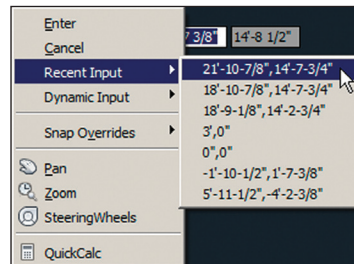 Enter
Cancel
Recent Input
Dynamic Input
Snap Overrides
Pan
Zoom
SteeringWheels
QuickCalc
7 3/8" 14'-8 1/2"
21'-10-7/8",14'-7-3/4"
18'-10-7/8",14'-7-3/4"
18'-9-1/8",14'-2-3/4"
3',0"
0",0"
-1'-10-1/2",1'-7-3/8"
5'-11-1/2",-4'-2-3/8"